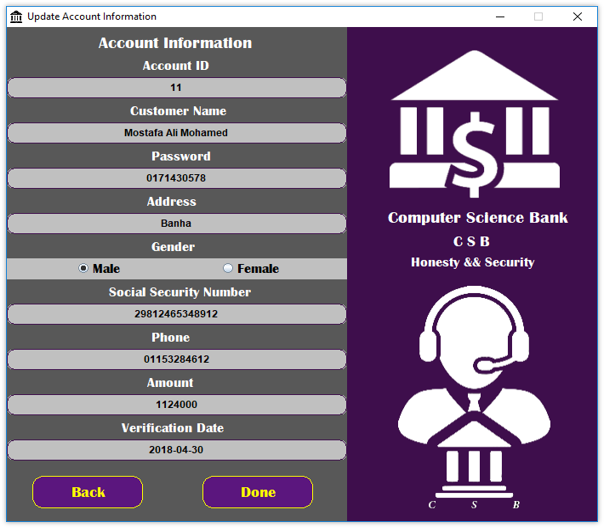 Update Account Information
Account Information
Account ID
11
Customer Name
Mostafa Ali Mohamed
Password
0171430578
Address
Banha
Gender
Male Female
Social Security Number
29812465348912
Phone
01153284612
Amount
1124000
Verification Date
2018-04-30
Back Done
$
Computer Science Bank
C S B
Honesty && Security
C S B